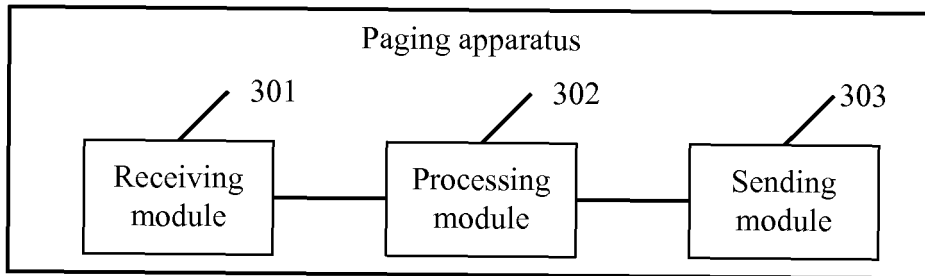 Paging apparatus
301
302
303
Receiving
module
Processing
module
Sending
module